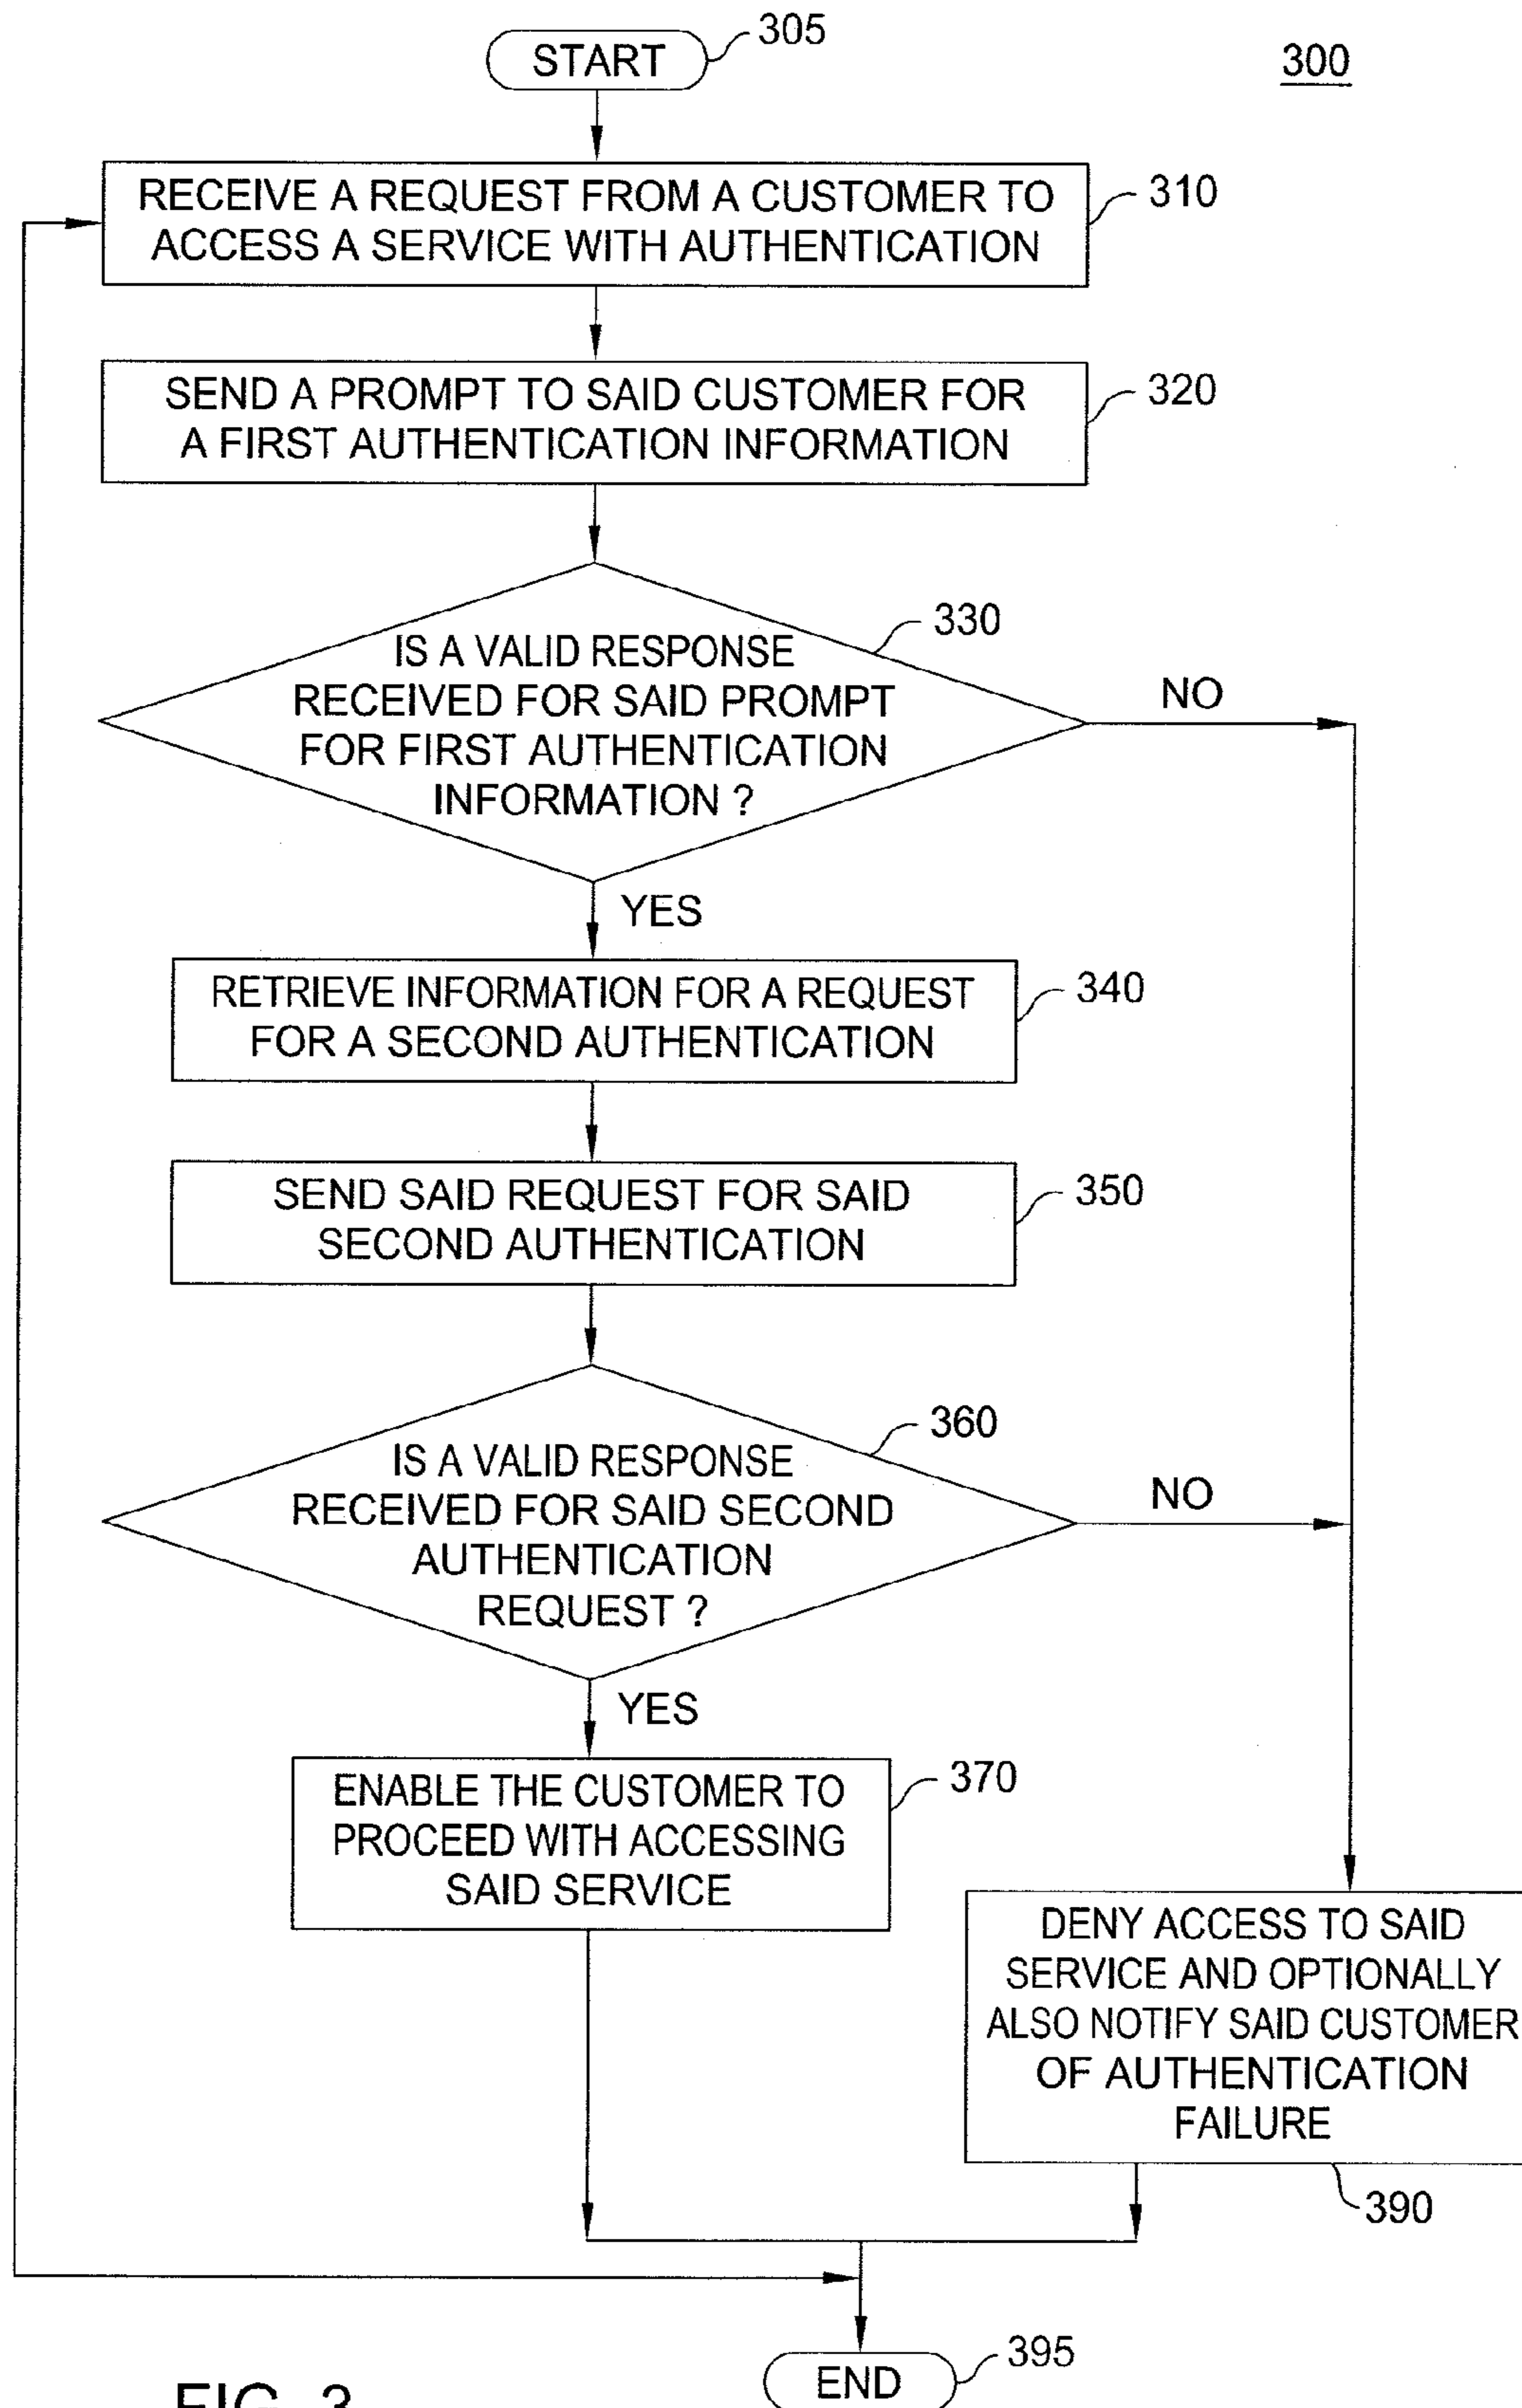 START
305
300
RECEIVE A REQUEST FROM A CUSTOMER TO
ACCESS A SERVICE WITH AUTHENTICATION
310
SEND A PROMPT TO SAID CUSTOMER FOR
A FIRST AUTHENTICATION INFORMATION
320
IS A VALID RESPONSE
RECEIVED FOR SAID PROMPT
FOR FIRST AUTHENTICATION
INFORMATION ?
330
NO
YES
RETRIEVE INFORMATION FOR A REQUEST
FOR A SECOND AUTHENTICATION
340
SEND SAID REQUEST FOR SAID
SECOND AUTHENTICATION
350
IS A VALID RESPONSE
RECEIVED FOR SAID SECOND
AUTHENTICATION
REQUEST ?
360
NO
YES
ENABLE THE CUSTOMER TO
PROCEED WITH ACCESSING
SAID SERVICE
370
DENY ACCESS TO SAID
SERVICE AND OPTIONALLY
ALSO NOTIFY SAID CUSTOMER
OF AUTHENTICATION
FAILURE
390
END
395
FIG. 3